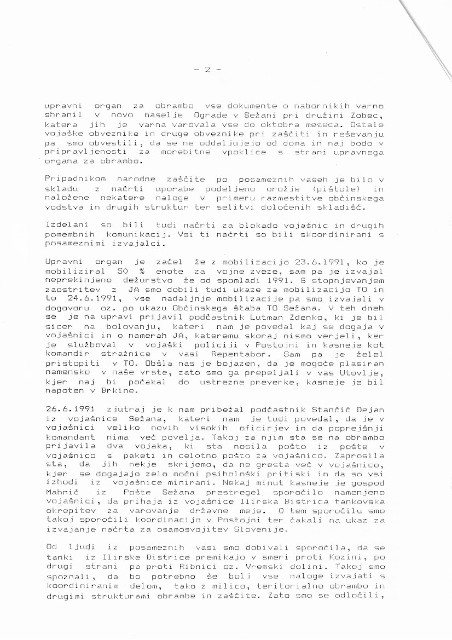 - 2 -
upravni organ za obrambo vse dokumente o nabornikih varno
shranil v novo naselje Ograde v Sežani pri družini Zobec,
katera jih je varna varovala vse do oktobra meseca. Ostale
vojaške obveznike in druge obveznike pri zaščiti in reševanju
pa smo obvestili, da se ne oddaljujejo od doma in naj bodo v
pripravljenosti za morebitne vpoklice s strani upravnega
organa za obrambo.
Pripadnikom narodne zaščite po posameznih vaseh je bilo v
skladu z načrti uporabe podeljeno orožje (pištole) in
naložene nekatere naloge v primeru razmestitve občinskega
vodstva in drugih struktur ter selitvi določenih skladišč.
Izdelani so bili tudi načrti za blokado vojašnic in drugih
pomembnih komunikacij. Vsi ti načrti so bili skoordinirani s
posameznimi izvajalci.
Upravni organ je začel že z mobilizacijo 23.6.1991, ko je
mobiliziral 50 % enote za vojne zveze, sam pa je izvajal
neprekinjeno dežurstvo že od spomladi 1991. S stopnjevanjem
zaostritev z JA smo dobili tudi ukaze za mobilizacijo TO in
to 24.6.1991, vse nadaljnje mobilizacije pa smo izvajali v
dogovoru oz. po ukazu Občinskega štaba TO Sežana. V teh dneh
se je na upravi prijavil podčastnik Lutman Zdenko, ki je bil
sicer na bolovanju, kateri nam je povedal kaj se dogaja v
vojašnici in o namerah JA, kateremu skoraj nismo verjeli, ker
je služboval v vojaški policiji v Postojni in kasneje kot
komandir stražnice v vasi Repentabor. Sam pa je želel
pristopiti v TO. Obšla nas je bojazen, da je mogoče plasiran
namensko v naše vrste, zato smo ga prepeljali v vas Utovlje,
kjer naj bi počakal do ustrezne preverke, kasneje je bil
napoten v Brkine.
26.6.1991 zjutraj je k nam pribežal podčastnik Stančič Dejan
iz vojašnice Sežana, kateri nam je tudi povedal, da je v
vojašnici veliko novih visokih oficirjev in da poprejšnji
komandant nima več povelja. Takoj za njim sta se na obrambo
prijavila dva vojaka, ki sta nosila pošto iz pošte v
vojašnico s paketi in celotno pošto za vojašnico. Zaprosila
sta, da jih nekje skrijemo, da ne gresta več v vojašnico,
kjer se dogajajo zelo močni psihološki pritiski in da so vsi
izhodi iz vojašnice minirani. Nekaj minut kasneje je gospod
Mahnič iz Pošte Sežana prestregel sporočilo namenjeno
vojašnici, da prihaja iz vojašnice Ilirska Bistrica tankovska
okrepitev za varovanje državne meje. O tem sporočilu smo
takoj sporočili koordinacijo v Postojni ter čakali na ukaz za
izvajanje načrta za osamosvojitev Slovenije.
Od ljudi iz posameznih vasi smo dobivali sporočila, da se
tanki iz Ilirske Bistrice premikajo v smeri proti Kozini, po
drugi strani pa proti Ribnici oz. Vremski dolini. Takoj smo
spoznali, da bo potrebno še bolj vse naloge izvajati s
koordiniranim delom, tako z milico, teritorialno obrambo in
drugimi strukturami obrambe in zaščite. Zato smo se odločili,